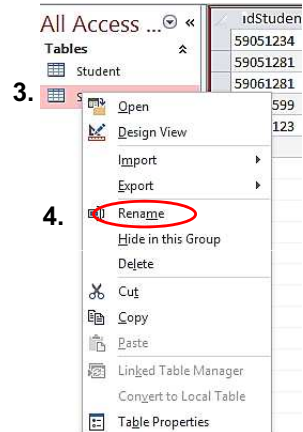 All Access ... «
idStuden
Tables
59051234
Student
59051281
59061281
3.
S
599
Open
123
Design View
Import
Export
4.
Rename
Hide in this Group
Delete
Cut
Copy
Paste
Linked Table Manager
Convert to Local Table
Table Properties